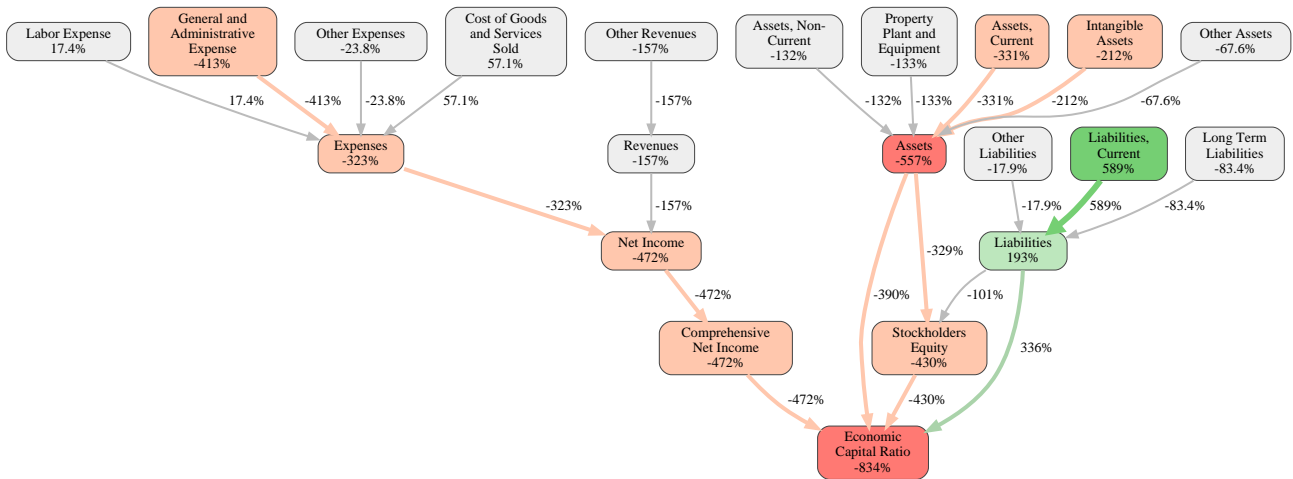 Labor Expense
17.4%
General and
Administrative
Expense
-413%
Other Expenses
-23.8%
Cost of Goods
and Services
Sold
57.1%
Other Revenues
-157%
Assets, Non-
Current
-132%
Property
Plant and
Equipment
-133%
Assets,
Current
-331%
Intangible
Assets
-212%
Other Assets
-67.6%
17.4%
-413%
-23.8%
57.1%
-157%
-132%
-133%
-331%
-212%
-67.6%
Expenses
-323%
Revenues
-157%
Assets
-557%
Other
Liabilities
-17.9%
Liabilities,
Current
589%
Long Term
Liabilities
-83.4%
-323%
-157%
-17.9%
589%
-83.4%
Net Income
-472%
-329%
Liabilities
193%
-472%
-390%
-101%
336%
Comprehensive
Net Income
-472%
Stockholders
Equity
-430%
-472%
-430%
Economic
Capital Ratio
-834%